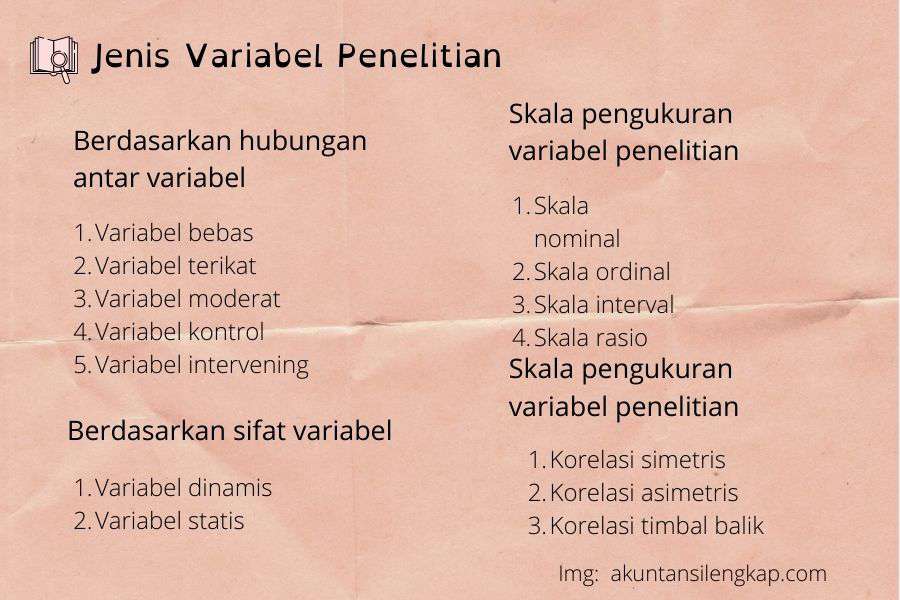 Jenis Variabel Penelitian
Berdasarkan hubungan
antar variabel
1. Variabel bebas
2. Variabel terikat
3. Variabel moderat
4. Variabel kontrol
5. Variabel intervening
Berdasarkan sifat variabel
1. Variabel dinamis
2. Variabel statis
Skala pengukuran
variabel penelitian
1. Skala
nominal
2. Skala ordinal
3. Skala interval
4. Skala rasio
Skala pengukuran
variabel penelitian
1. Korelasi simetris
2. Korelasi asimetris
3. Korelasi timbal balik
Img: akuntansilengkap.com